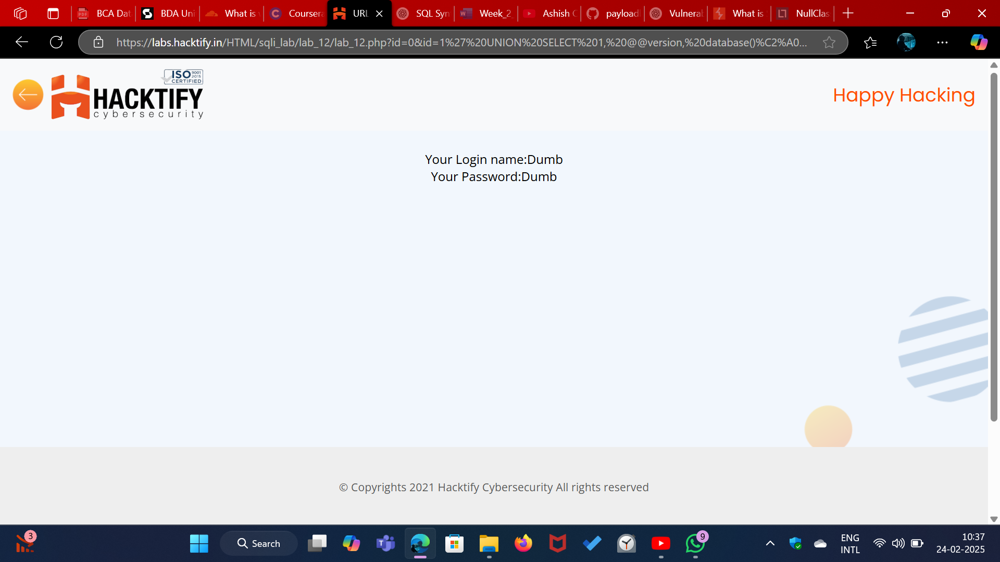 BCA Dat
BDA Uni
What is
Coursera
URL
SQL Syn
Week_2_
Ashish C
payload
Vulneral
What is
NullClas
https://labs.hacktify.in/HTML/sqli_lab/lab_12/lab_12.php?id=0&id=1%27%20UNION%20SELECT%201,%20@@version,%20database()%C2%A0...
ISO 9001 2015
CERTIFIED
HACKTIFY
cybersecurity
Happy Hacking
Your Login name:Dumb
Your Password:Dumb
© Copyrights 2021 Hacktify Cybersecurity All rights reserved
3
Search
9
ENG
INTL
10:37
24-02-2025